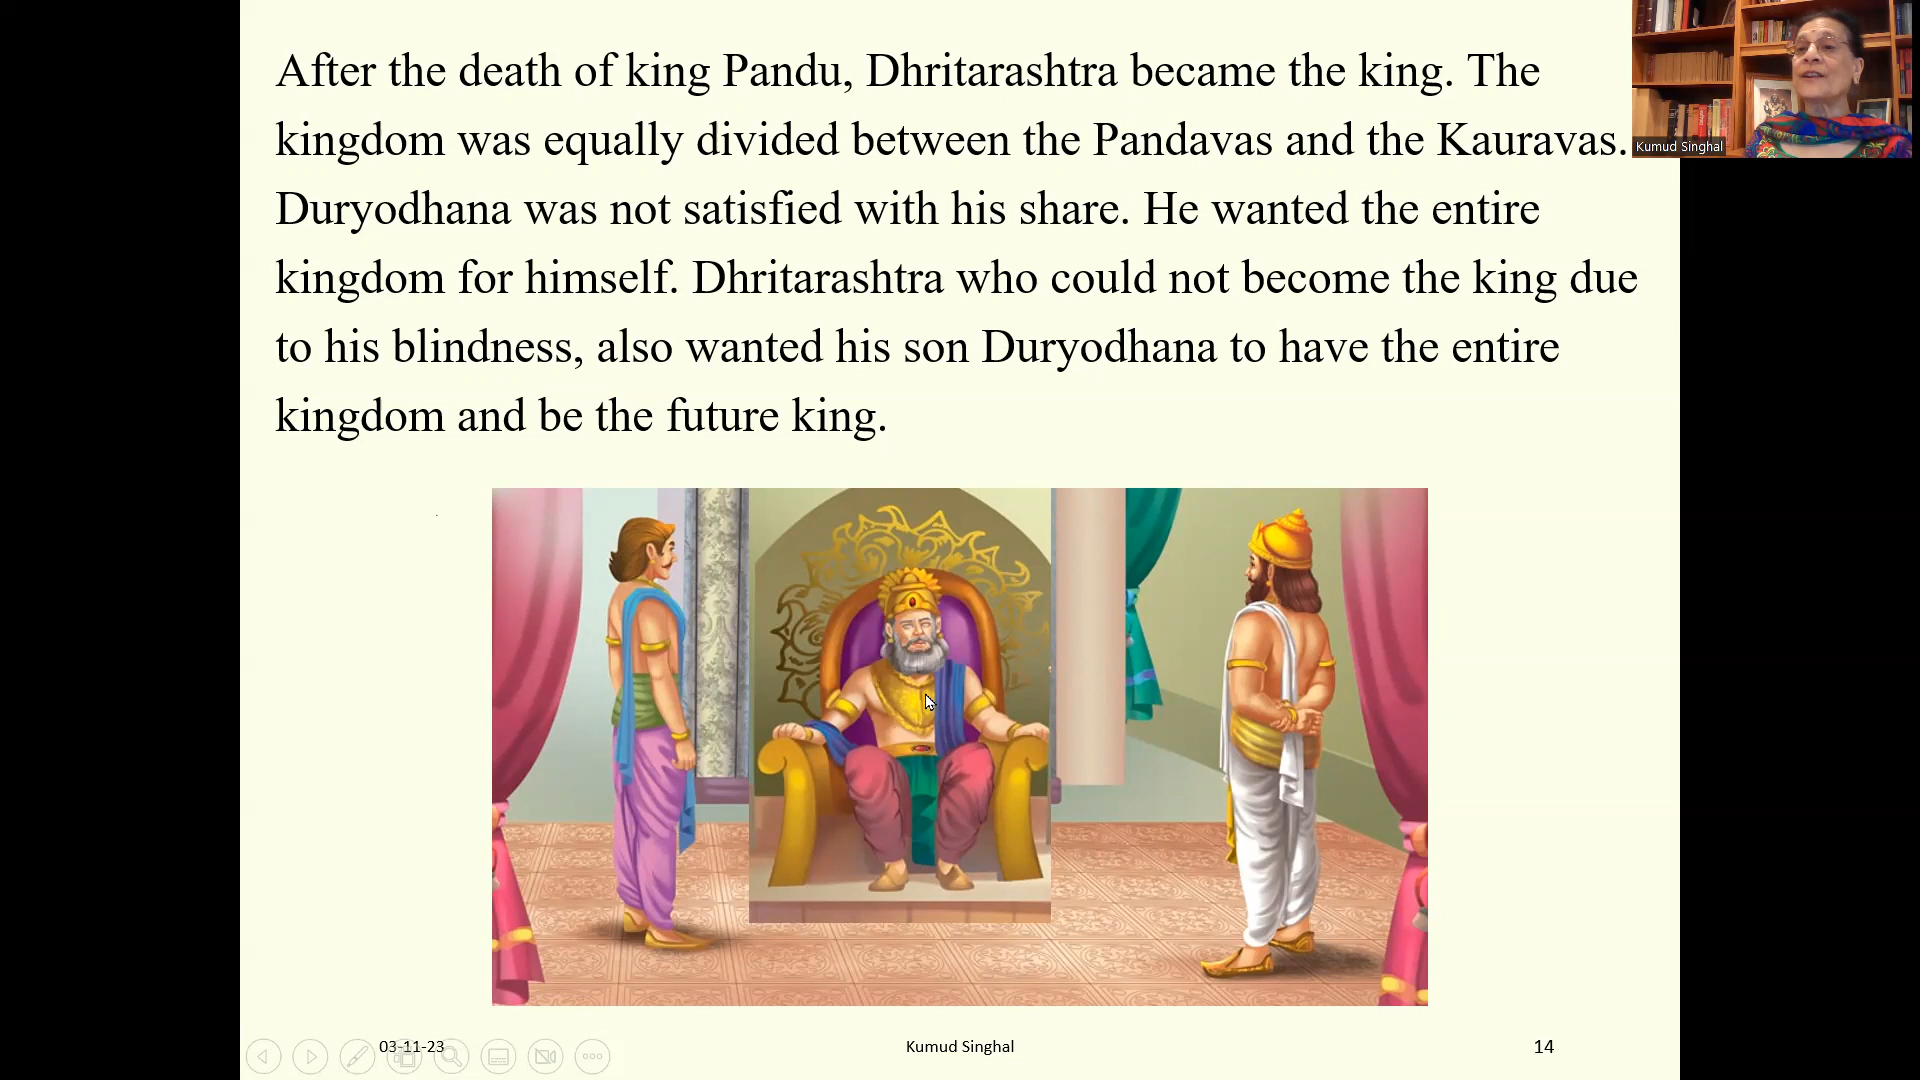 After the death of king Pandu, Dhritarashtra became the king. The
kingdom was equally divided between the Pandavas and the Kauravas.
Duryodhana was not satisfied with his share. He wanted the entire
kingdom for himself. Dhritarashtra who could not become the king due
to his blindness, also wanted his son Duryodhana to have the entire
kingdom and be the future king.
Kumud Singhal
03-11-23
Kumud Singhal
14